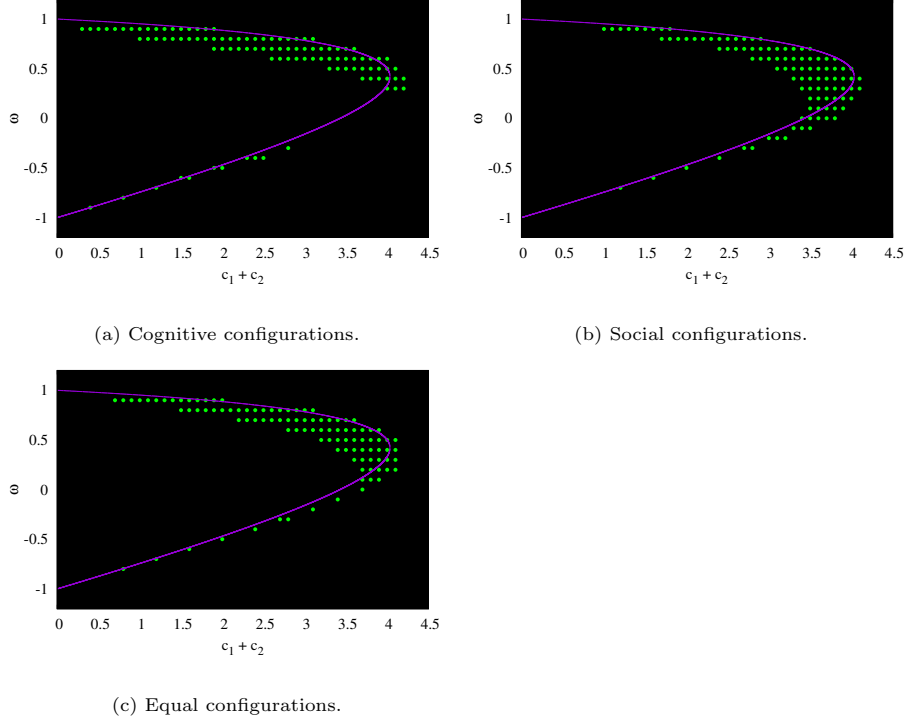 1
0.5
0
-0.5
-1
ω
0 0.5 1 1.5 2 2.5 3 3.5 4 4.5
c1 + c2
(a) Cognitive configurations.
1
0.5
0
-0.5
-1
ω
0 0.5 1 1.5 2 2.5 3 3.5 4 4.5
c1 + c2
(b) Social configurations.
1
0.5
0
-0.5
-1
ω
0 0.5 1 1.5 2 2.5 3 3.5 4 4.5
c1 + c2
(c) Equal configurations.